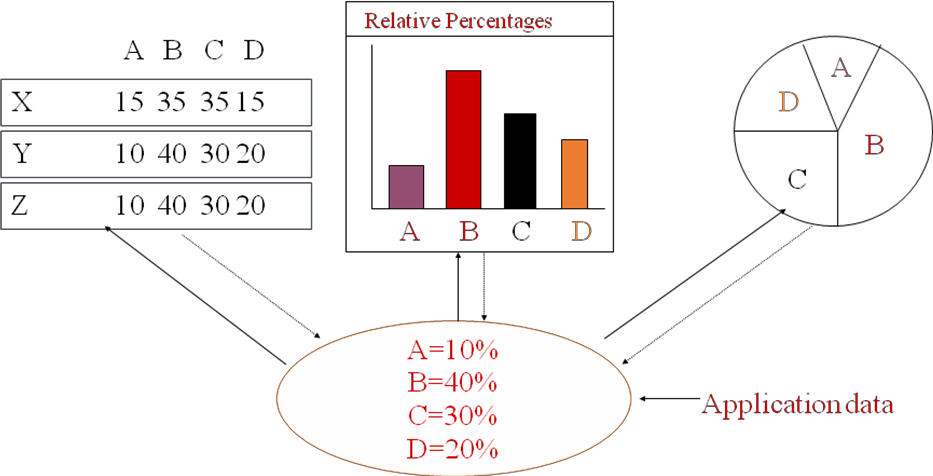 A B C D
X 15 35 35 15
Y 10 40 30 20
Z 10 40 30 20
Relative Percentages
A B C D
A
B
C
D
A=10%
B=40%
C=30%
D=20%
Application data